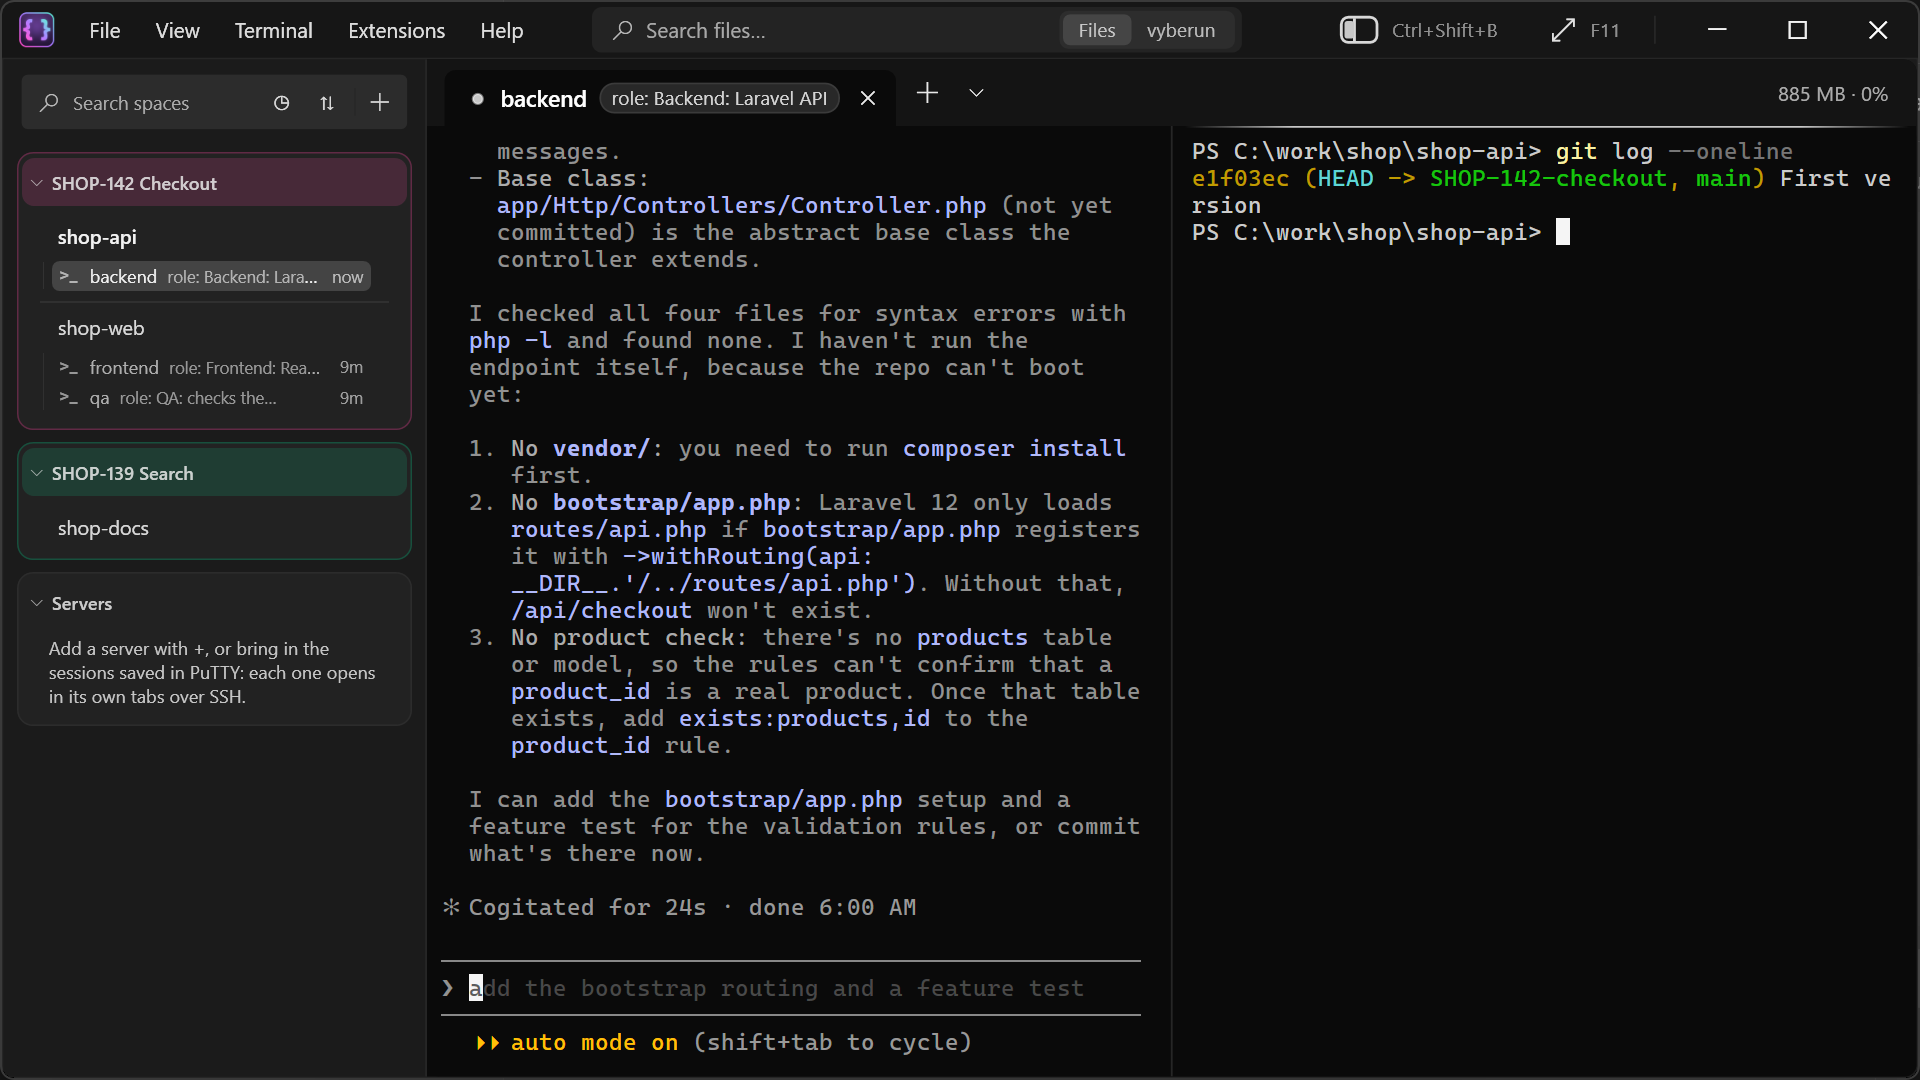 File View Terminal Extensions Help
Search files...
Files vyberun
Ctrl+Shift+B
F11
Search spaces
SHOP-142 Checkout
shop-api
>_ backend role: Backend: Lara... now
shop-web
>_ frontend role: Frontend: Rea... 9m
>_ qa role: QA: checks the... 9m
SHOP-139 Search
shop-docs
Servers
Add a server with +, or bring in the
sessions saved in PuTTY: each one opens
in its own tabs over SSH.
backend role: Backend: Laravel API
885 MB · 0%
messages.
- Base class:
app/Http/Controllers/Controller.php (not yet
committed) is the abstract base class the
controller extends.
I checked all four files for syntax errors with
php -l and found none. I haven't run the
endpoint itself, because the repo can't boot
yet:
1. No vendor/: you need to run composer install
first.
2. No bootstrap/app.php: Laravel 12 only loads
routes/api.php if bootstrap/app.php registers
it with ->withRouting(api:
__DIR__.'/../routes/api.php'). Without that,
/api/checkout won't exist.
3. No product check: there's no products table
or model, so the rules can't confirm that a
product_id is a real product. Once that table
exists, add exists:products,id to the
product_id rule.
I can add the bootstrap/app.php setup and a
feature test for the validation rules, or commit
what's there now.
✻ Cogitated for 24s · done 6:00 AM
❯ add the bootstrap routing and a feature test
⏵⏵ auto mode on (shift+tab to cycle)
PS C:\work\shop\shop-api> git log --oneline
e1f03ec (HEAD -> SHOP-142-checkout, main) First ve
rsion
PS C:\work\shop\shop-api>